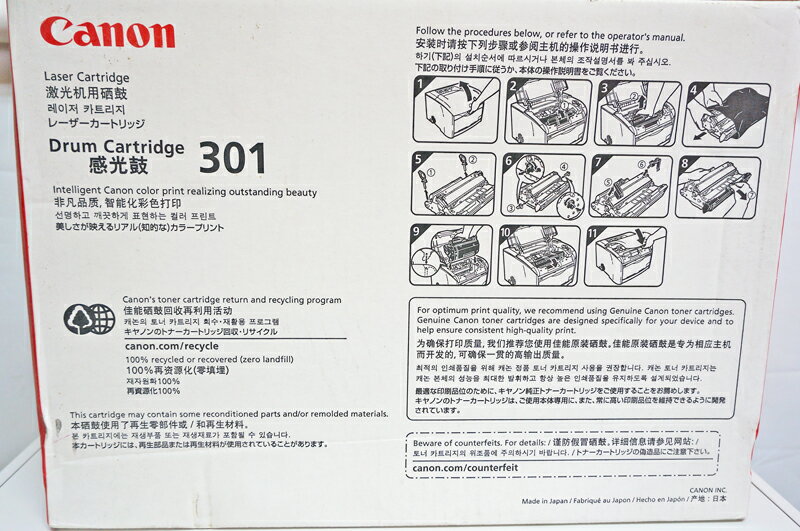 Canon
Laser Cartridge
激光机用硒鼓
레이저 카트리지
レーザーカートリッジ
Drum Cartridge 301
感光鼓
Intelligent Canon color print realizing outstanding beauty
非凡品质, 智能化彩色打印
선명하고 깨끗하게 표현하는 컬러 프린트
美しさが映えるリアル(知的な)カラープリント
Canon's toner cartridge return and recycling program
佳能硒鼓回收再利用活动
캐논의 토너 카트리지 회수·재활용 프로그램
キヤノンのトナーカートリッジ回収・リサイクル
canon.com/recycle
100% recycled or recovered (zero landfill)
100%再资源化(零填埋)
재자원화100%
再資源化100%
This cartridge may contain some reconditioned parts and/or remolded materials.
本硒鼓使用了再生零部件或 / 和再生材料。
본 카트리지에는 재생부품 또는 재생재료가 포함될 수 있습니다.
本カートリッジには、再生部品または再生材料が使用されていることがあります。
Follow the procedures below, or refer to the operator's manual.
安装时请按下列步骤或参阅主机的操作说明书进行。
하기(下記)의 설치순서에 따르시거나 본체의 조작설명서를 봐 주십시오.
下記の取り付け手順に従うか、本体の操作説明書をご覧ください。
1
2
3
4
5
6
7
8
9
10
11
For optimum print quality, we recommend using Genuine Canon toner cartridges.
Genuine Canon toner cartridges are designed specifically for your device and to
help ensure consistent high-quality print.
为确保打印质量, 我们推荐您使用佳能原装硒鼓。佳能原装硒鼓是专为相应主机
而开发的, 可确保一贯的高输出质量。
최적의 인쇄품질을 위해 캐논 정품 토너 카트리지 사용을 권장합니다. 캐논 토너 카트리지는
캐논 본체의 성능을 최대한 발휘하고 항상 높은 인쇄품질을 유지하도록 설계되었습니다.
最適な印刷品位のために、キヤノン純正トナーカートリッジをご使用することをお薦めします。
キヤノンのトナーカートリッジは、ご使用本体専用に、また、常に高い印刷品位を維持できるように開発
されています。
Beware of counterfeits. For details: / 谨防假冒硒鼓, 详细信息请参见网站: /
토너 카트리지의 위조품에 주의하시기 바랍니다. / トナーカートリッジの偽造品にご注意下さい。
canon.com/counterfeit
CANON INC.
Made in Japan / Fabriqué au Japon / Hecho en Japón / 产地:日本